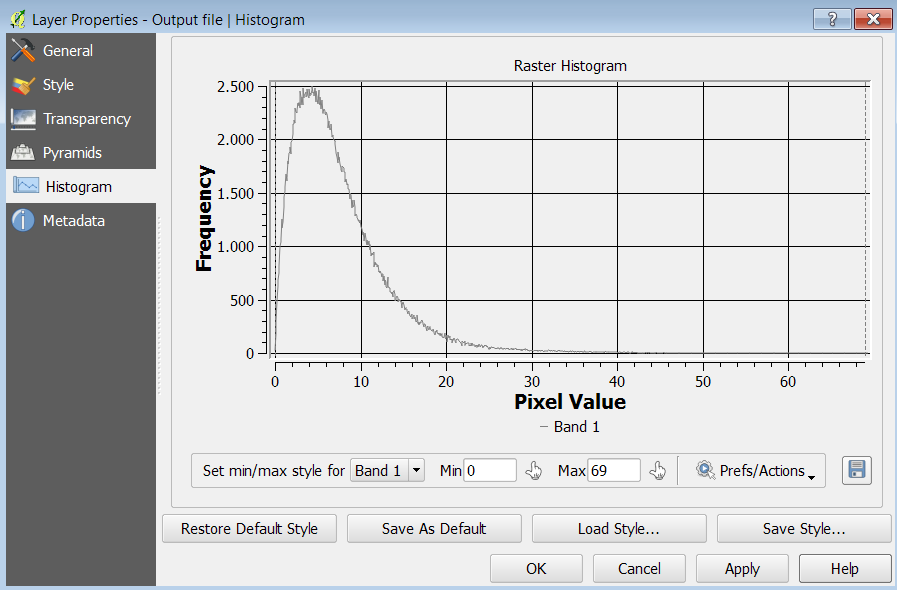 Layer Properties - Output file | Histogram
General
Style
Transparency
Pyramids
Histogram
Metadata
Raster Histogram
2.500
2.000
1.500
1.000
500
0
Frequency
0 10 20 30 40 50 60
Pixel Value
Band 1
Set min/max style for Band 1 Min 0 Max 69 Prefs/Actions
Restore Default Style Save As Default Load Style... Save Style...
OK Cancel Apply Help